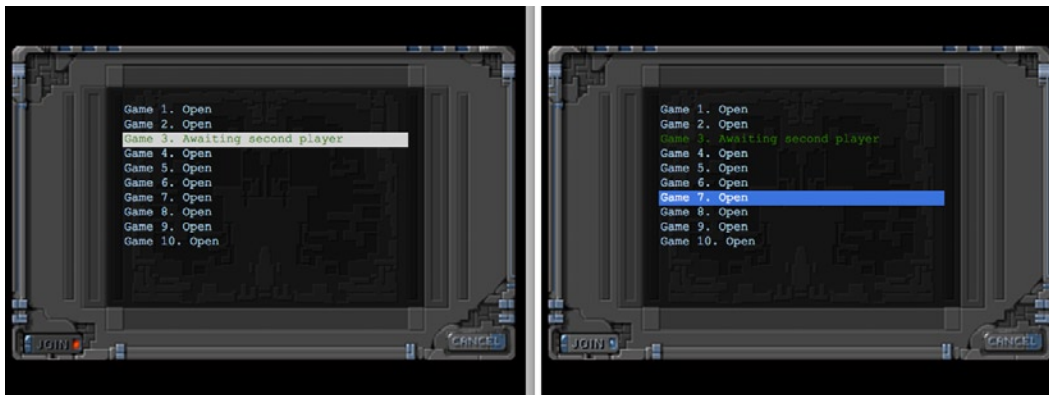 Game 1. Open
Game 2. Open
Game 3. Awaiting second player
Game 4. Open
Game 5. Open
Game 6. Open
Game 7. Open
Game 8. Open
Game 9. Open
Game 10. Open
JOIN
CANCEL
Game 1. Open
Game 2. Open
Game 3. Awaiting second player
Game 4. Open
Game 5. Open
Game 6. Open
Game 7. Open
Game 8. Open
Game 9. Open
Game 10. Open
JOIN
CANCEL